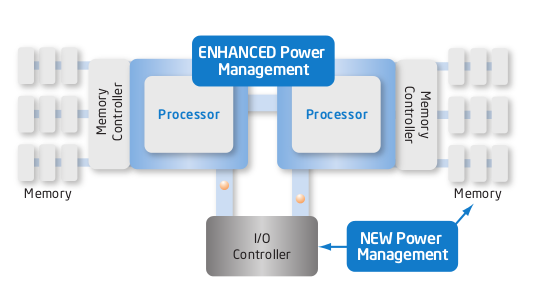 ENHANCED Power
Management
Memory
Controller
Processor
Processor
Memory
Controller
Memory
Memory
I/O
Controller
NEW Power
Management